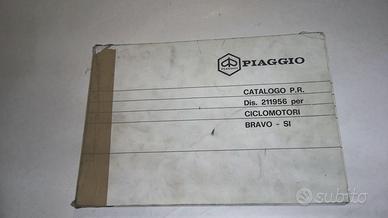 PIAGGIO
CATALOGO P.R.
Dis. 211956 per
CICLOMOTORI
BRAVO - SI
subito